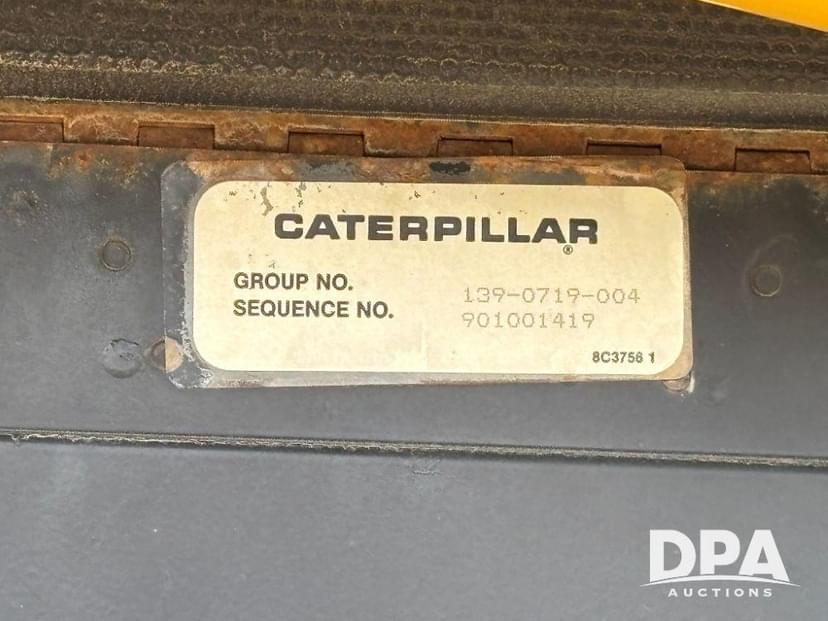 CATERPILLAR®
GROUP NO. 139-0719-004
SEQUENCE NO. 901001419
8C3756 1
DPA
AUCTIONS